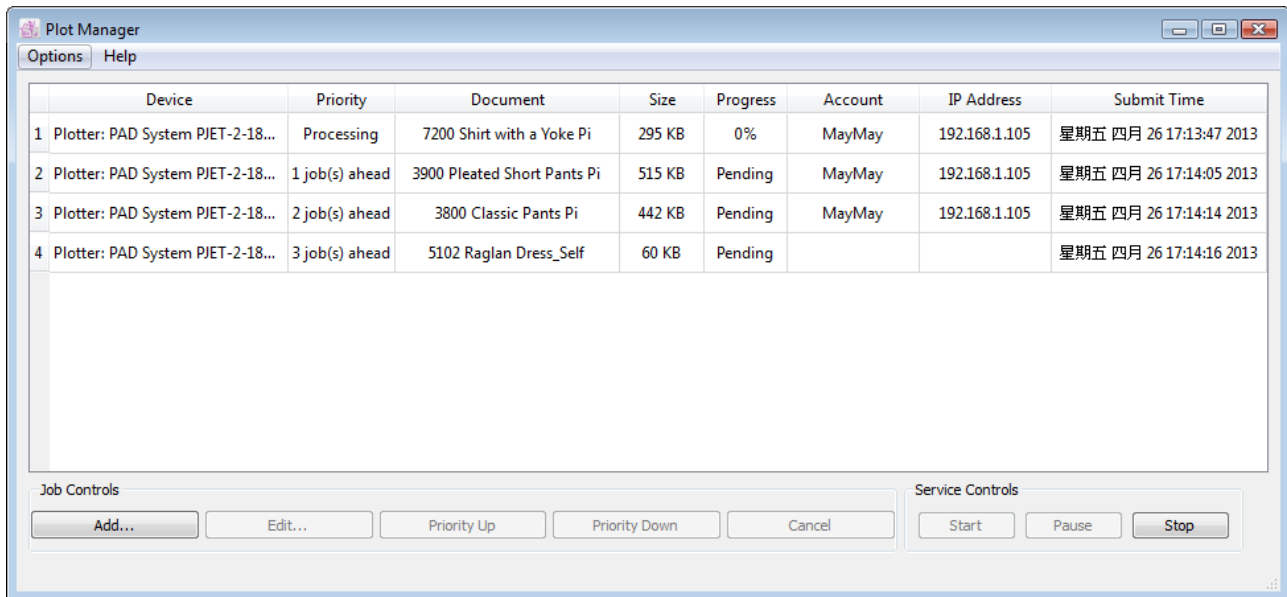 Plot Manager
Options Help
Device Priority Document Size Progress Account IP Address Submit Time
1 Plotter: PAD System PJET-2-18... Processing 7200 Shirt with a Yoke Pi 295 KB 0% MayMay 192.168.1.105 星期五 四月 26 17:13:47 2013
2 Plotter: PAD System PJET-2-18... 1 job(s) ahead 3900 Pleated Short Pants Pi 515 KB Pending MayMay 192.168.1.105 星期五 四月 26 17:14:05 2013
3 Plotter: PAD System PJET-2-18... 2 job(s) ahead 3800 Classic Pants Pi 442 KB Pending MayMay 192.168.1.105 星期五 四月 26 17:14:14 2013
4 Plotter: PAD System PJET-2-18... 3 job(s) ahead 5102 Raglan Dress_Self 60 KB Pending 星期五 四月 26 17:14:16 2013
Job Controls Service Controls
Add... Edit... Priority Up Priority Down Cancel Start Pause Stop